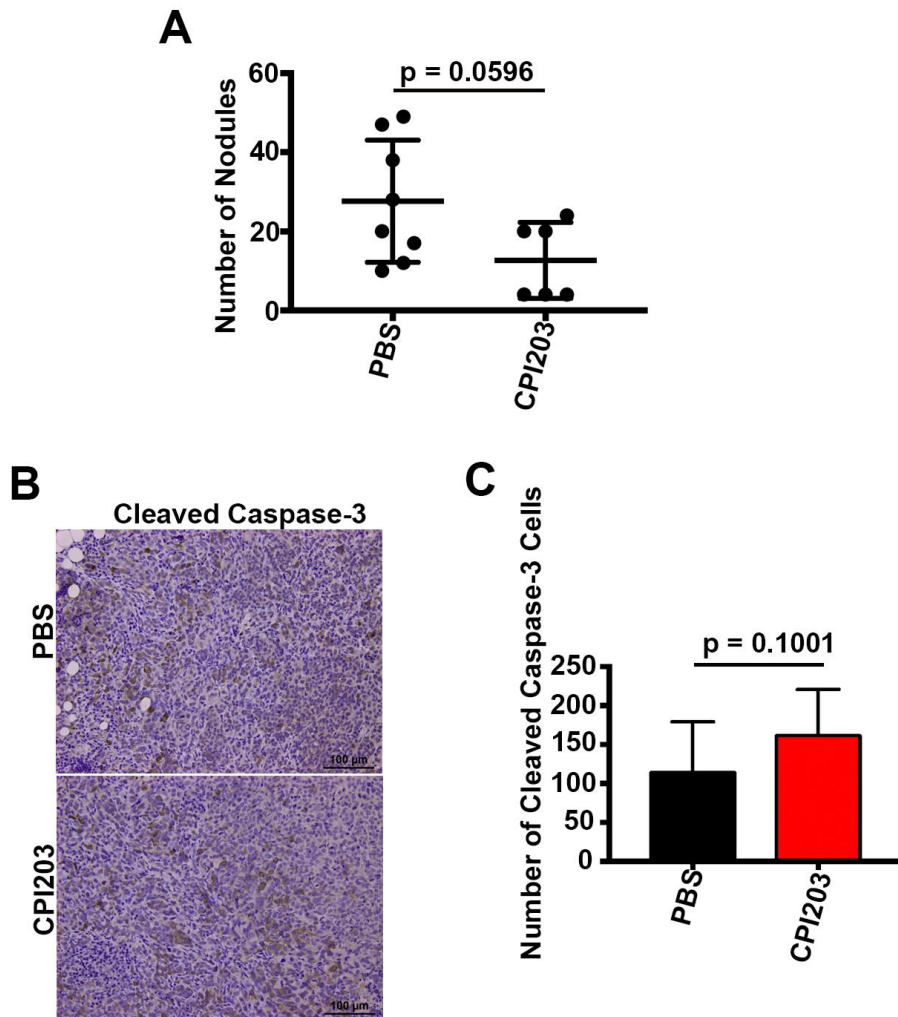 A
p = 0.0596
Number of Nodules
60
40
20
0
PBS
CPI203
B
Cleaved Caspase-3
PBS
100 µm
CPI203
100 µm
C
Number of Cleaved Caspase-3 Cells
p = 0.1001
250
200
150
100
50
0
PBS
CPI203